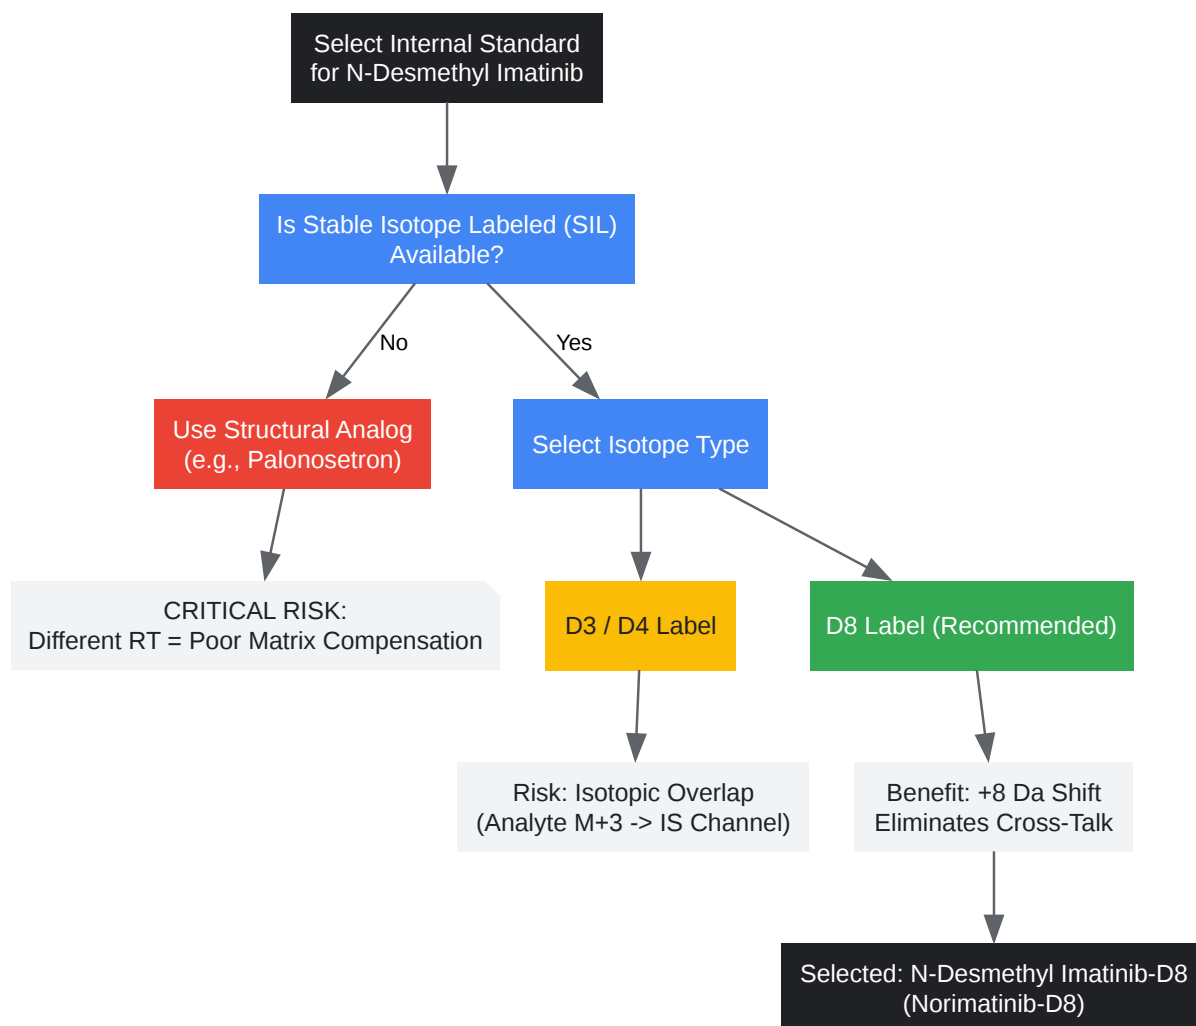 Select Internal Standard
for N-Desmethyl Imatinib
Is Stable Isotope Labeled (SIL)
Available?
No
Yes
Use Structural Analog
(e.g., Palonosetron)
Select Isotope Type
CRITICAL RISK:
Different RT = Poor Matrix Compensation
D3 / D4 Label
D8 Label (Recommended)
Risk: Isotopic Overlap
(Analyte M+3 -> IS Channel)
Benefit: +8 Da Shift
Eliminates Cross-Talk
Selected: N-Desmethyl Imatinib-D8
(Norimatinib-D8)